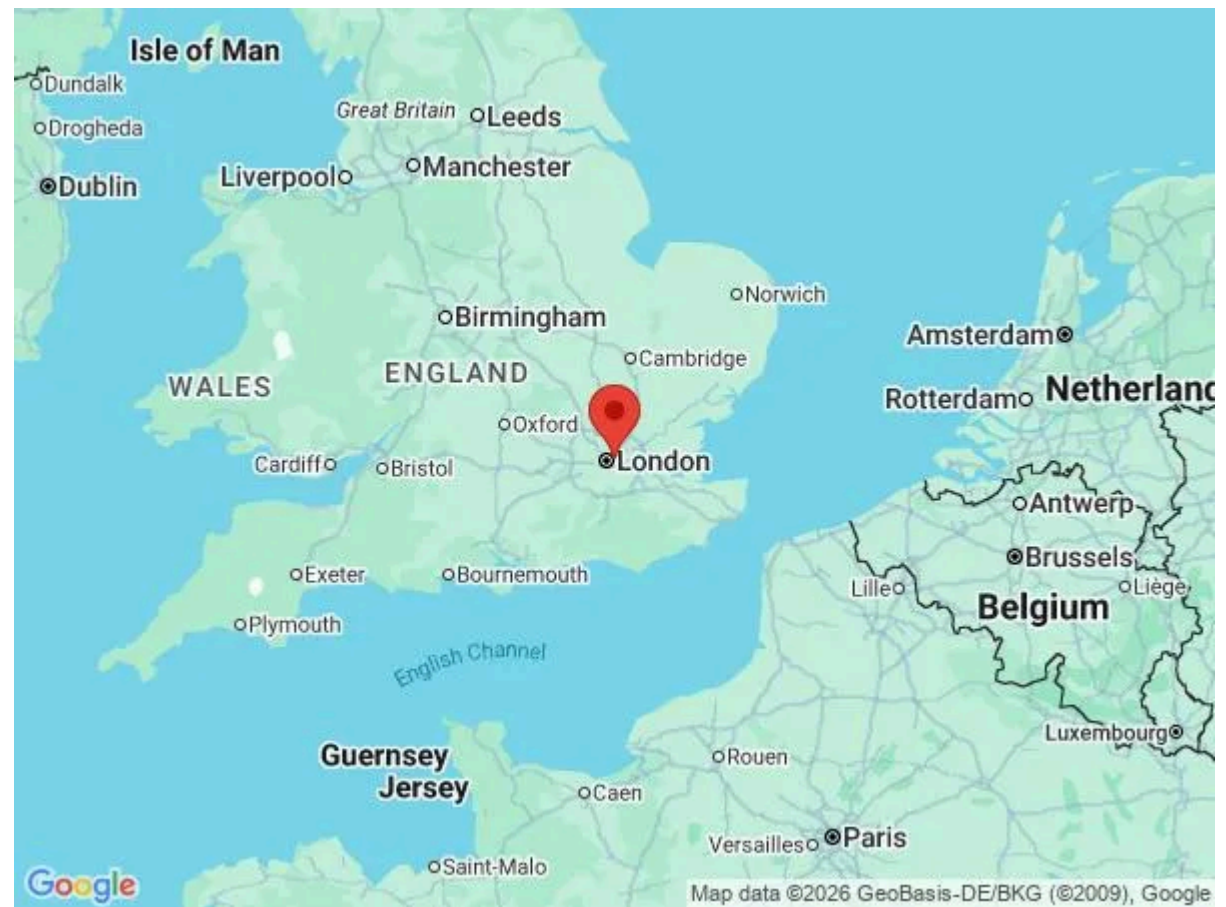 Isle of Man
Dundalk
Great Britain
Leeds
Drogheda
Manchester
Liverpool
Dublin
Norwich
Birmingham
Amsterdam
Cambridge
ENGLAND
WALES
Netherland
Rotterdam
Oxford
London
Cardiff
Bristol
Antwerp
Brussels
Exeter
Bournemouth
Lille
Liège
Belgium
Plymouth
English Channel
Luxembourg
Guernsey
Rouen
Jersey
Caen
Paris
Versailles
Saint-Malo
Google
Map data ©2026 GeoBasis-DE/BKG (©2009), Google